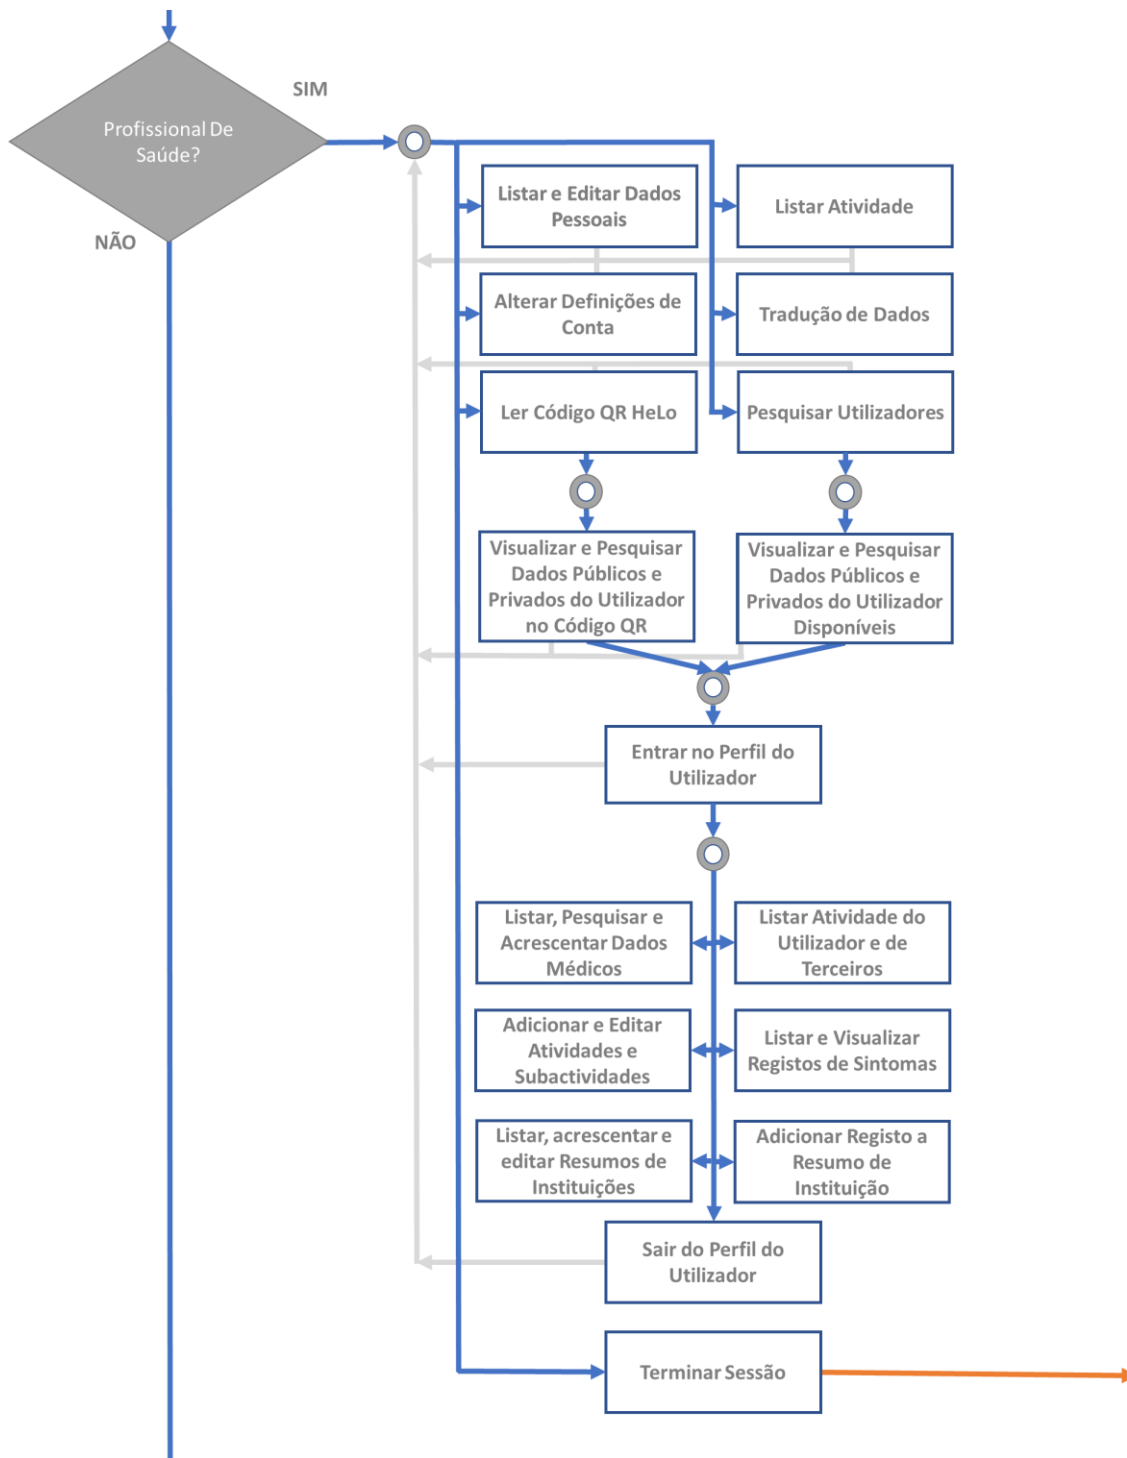 SIM
Profissional De
Saúde?
NÃO
Listar e Editar Dados
Pessoais
Listar Atividade
Alterar Definições de
Conta
Tradução de Dados
Ler Código QR HeLo
Pesquisar Utilizadores
Visualizar e Pesquisar
Dados Públicos e
Privados do Utilizador
no Código QR
Visualizar e Pesquisar
Dados Públicos e
Privados do Utilizador
Disponíveis
Entrar no Perfil do
Utilizador
Listar, Pesquisar e
Acrescentar Dados
Médicos
Listar Atividade do
Utilizador e de
Terceiros
Adicionar e Editar
Atividades e
Subactividades
Listar e Visualizar
Registos de Sintomas
Listar, acrescentar e
editar Resumos de
Instituições
Adicionar Registo a
Resumo de
Instituição
Sair do Perfil do
Utilizador
Terminar Sessão